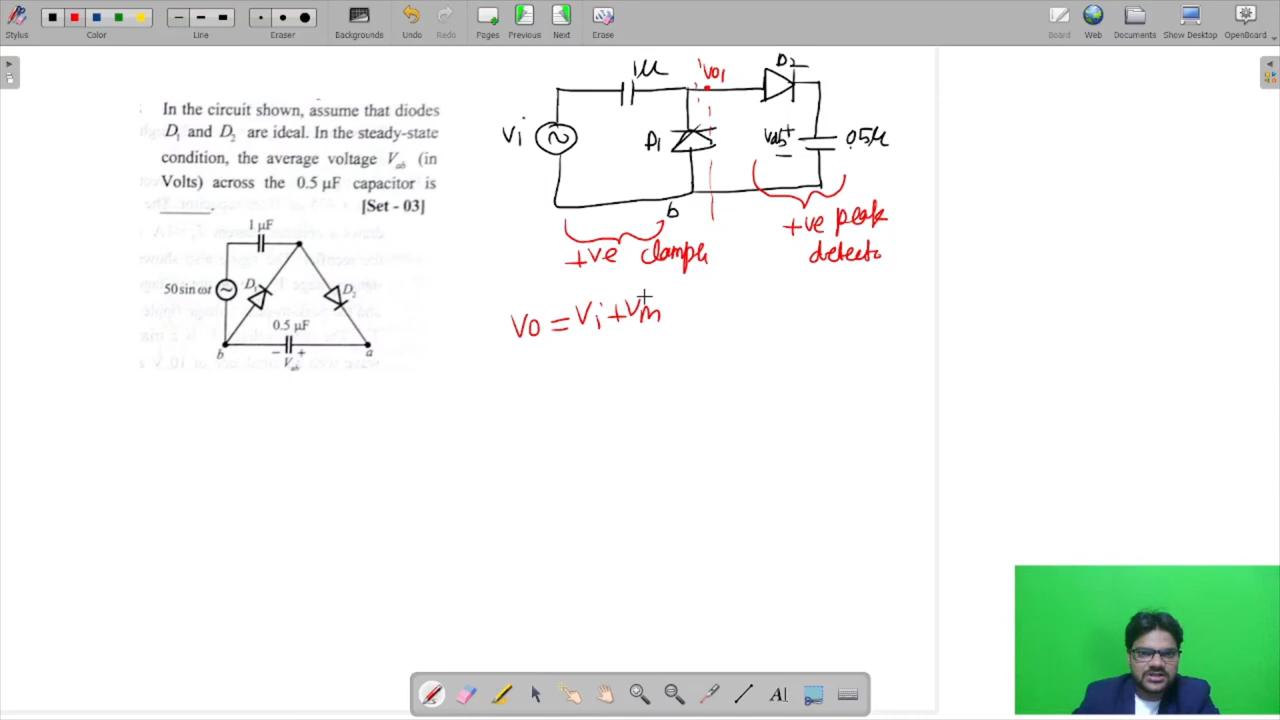 Stylus
Color
Line
Eraser
Backgrounds
Undo
Redo
Pages
Previous
Next
Erase
Board
Web
Documents
Show Desktop
OpenBoard
In the circuit shown, assume that diodes
D1 and D2 are ideal. In the steady-state
condition, the average voltage Vab (in
Volts) across the 0.5 μF capacitor is
______. [Set - 03]
1 μF
50 sin ωt
D1
D2
0.5 μF
b
− +
a
Vab
1μ
Vo1
D2
Vi
D1
Vab +
−
0.5μ
b
+ve clamper
+ve peak
detector
Vo = Vi + Vm